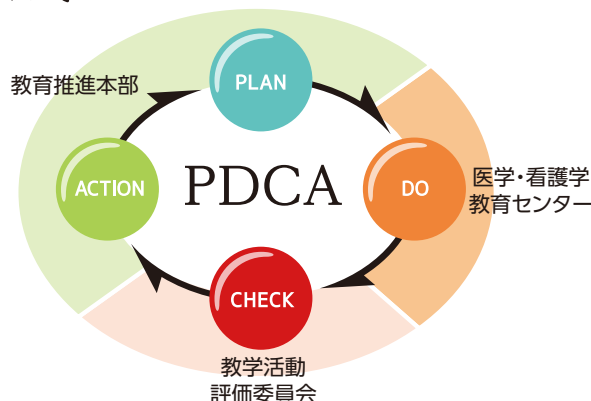 教育推進本部
PLAN
ACTION
PDCA
DO
医学・看護学
教育センター
CHECK
教学活動
評価委員会